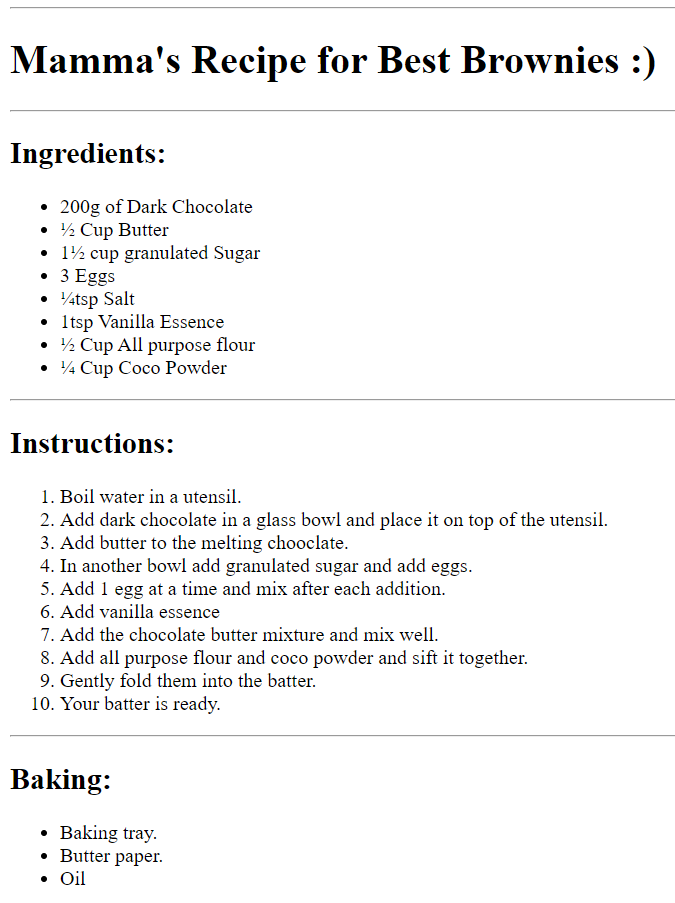 Mamma's Recipe for Best Brownies :)
Ingredients:
• 200g of Dark Chocolate
• ½ Cup Butter
• 1½ cup granulated Sugar
• 3 Eggs
• ¼tsp Salt
• 1tsp Vanilla Essence
• ½ Cup All purpose flour
• ¼ Cup Coco Powder
Instructions:
1. Boil water in a utensil.
2. Add dark chocolate in a glass bowl and place it on top of the utensil.
3. Add butter to the melting chooclate.
4. In another bowl add granulated sugar and add eggs.
5. Add 1 egg at a time and mix after each addition.
6. Add vanilla essence
7. Add the chocolate butter mixture and mix well.
8. Add all purpose flour and coco powder and sift it together.
9. Gently fold them into the batter.
10. Your batter is ready.
Baking:
• Baking tray.
• Butter paper.
• Oil